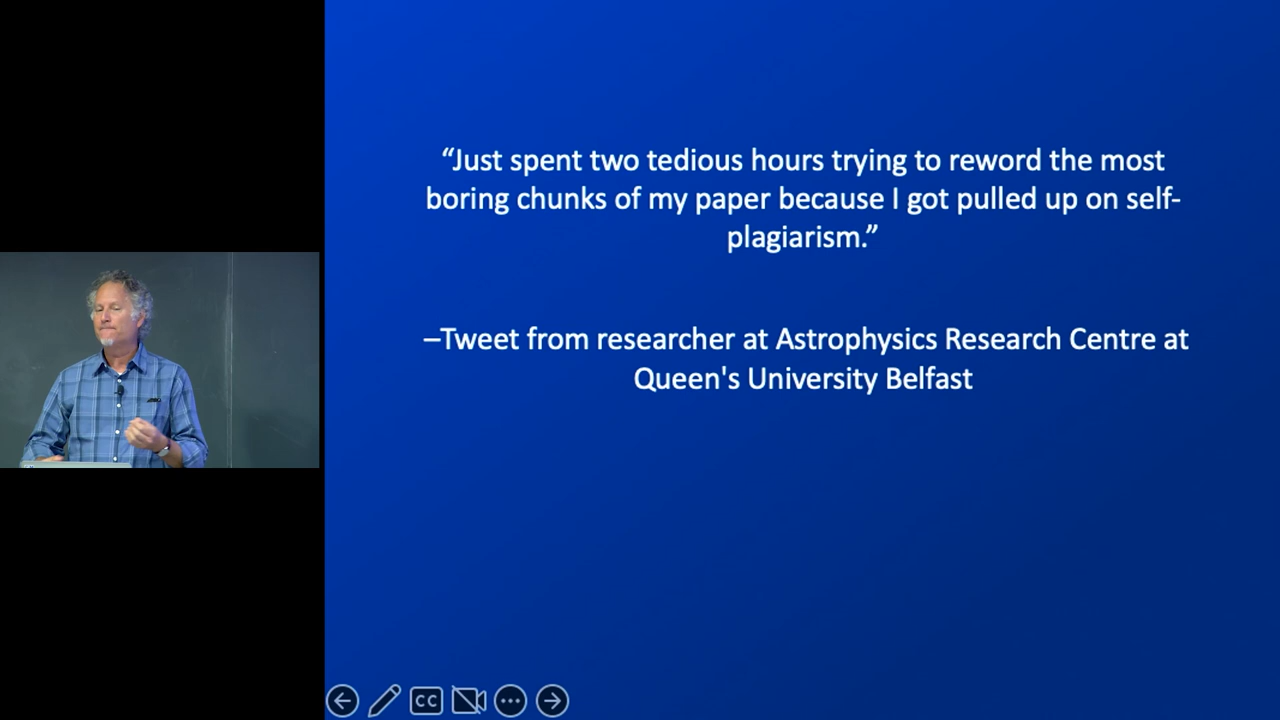 “Just spent two tedious hours trying to reword the most
boring chunks of my paper because I got pulled up on self-
plagiarism.”
–Tweet from researcher at Astrophysics Research Centre at
Queen's University Belfast
CC